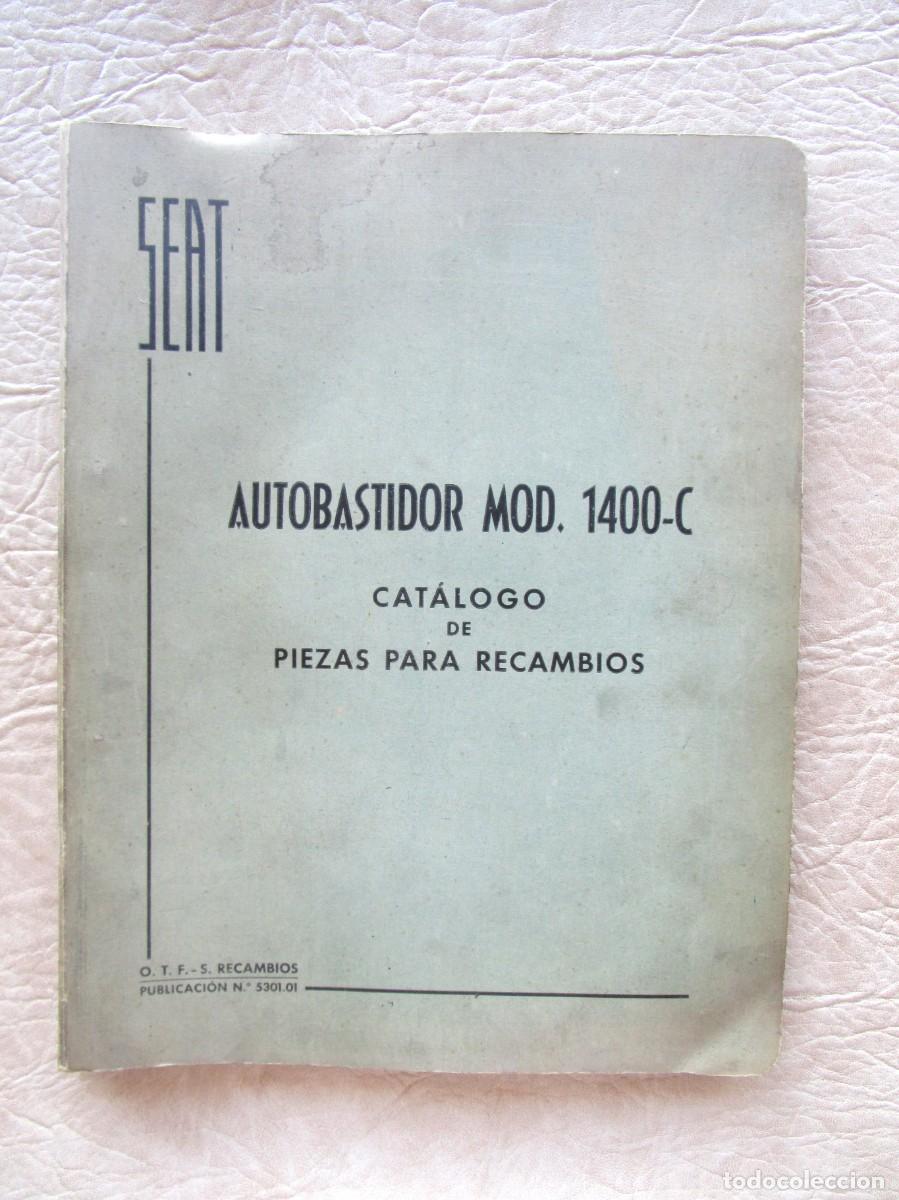 SEAT
AUTOBASTIDOR MOD. 1400-C
CATÁLOGO
DE
PIEZAS PARA RECAMBIOS
O. T. F. - S. RECAMBIOS
PUBLICACIÓN N.° 5301.01
todocoleccion